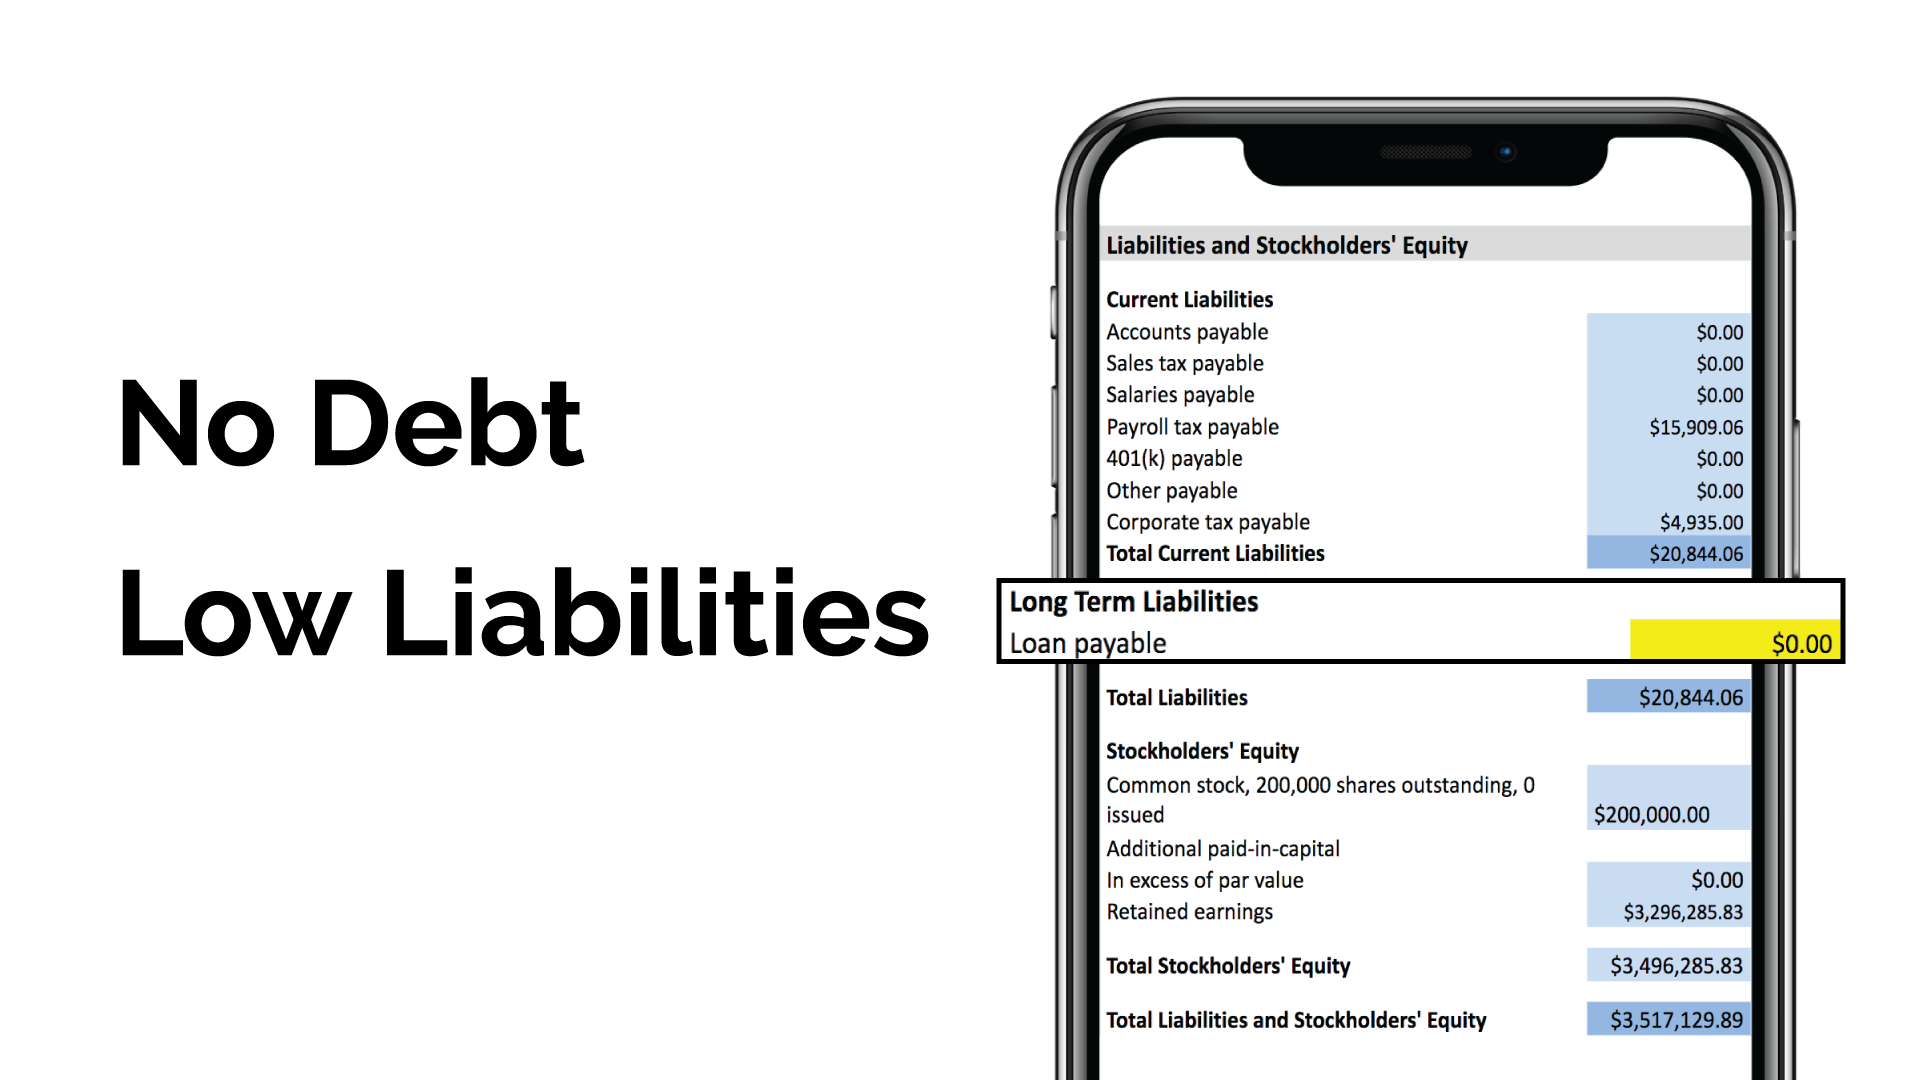 No Debt
Low Liabilities
Liabilities and Stockholders' Equity
Current Liabilities
Accounts payable $0.00
Sales tax payable $0.00
Salaries payable $0.00
Payroll tax payable $15,909.06
401(k) payable $0.00
Other payable $0.00
Corporate tax payable $4,935.00
Total Current Liabilities $20,844.06
Long Term Liabilities
Loan payable $0.00
Total Liabilities $20,844.06
Stockholders' Equity
Common stock, 200,000 shares outstanding, 0
issued $200,000.00
Additional paid-in-capital
In excess of par value $0.00
Retained earnings $3,296,285.83
Total Stockholders' Equity $3,496,285.83
Total Liabilities and Stockholders' Equity $3,517,129.89